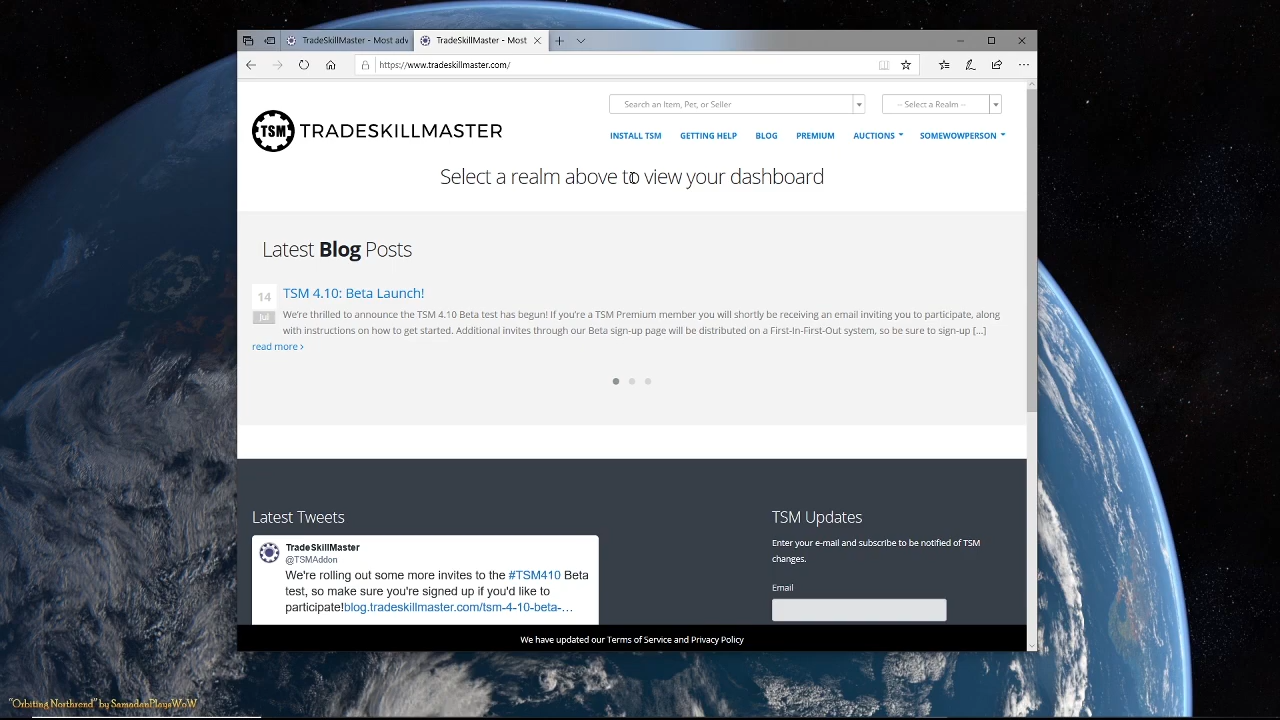 TradeSkillMaster - Most adv
TradeSkillMaster - Most
https://www.tradeskillmaster.com/
Search an Item, Pet, or Seller
-- Select a Realm --
TSM TRADESKILLMASTER
INSTALL TSM GETTING HELP BLOG PREMIUM AUCTIONS SOMEWOWPERSON
Select a realm above to view your dashboard
Latest Blog Posts
14
Jul
TSM 4.10: Beta Launch!
We're thrilled to announce the TSM 4.10 Beta test has begun! If you're a TSM Premium member you will shortly be receiving an email inviting you to participate, along
with instructions on how to get started. Additional invites through our Beta sign-up page will be distributed on a First-In-First-Out system, so be sure to sign-up [...]
read more ›
Latest Tweets
TradeSkillMaster
@TSMAddon
We're rolling out some more invites to the #TSM410 Beta
test, so make sure you're signed up if you'd like to
participate!blog.tradeskillmaster.com/tsm-4-10-beta-…
TSM Updates
Enter your e-mail and subscribe to be notified of TSM
changes.
Email
We have updated our Terms of Service and Privacy Policy
"Orbiting Northrend" by SamadanPlaysWoW